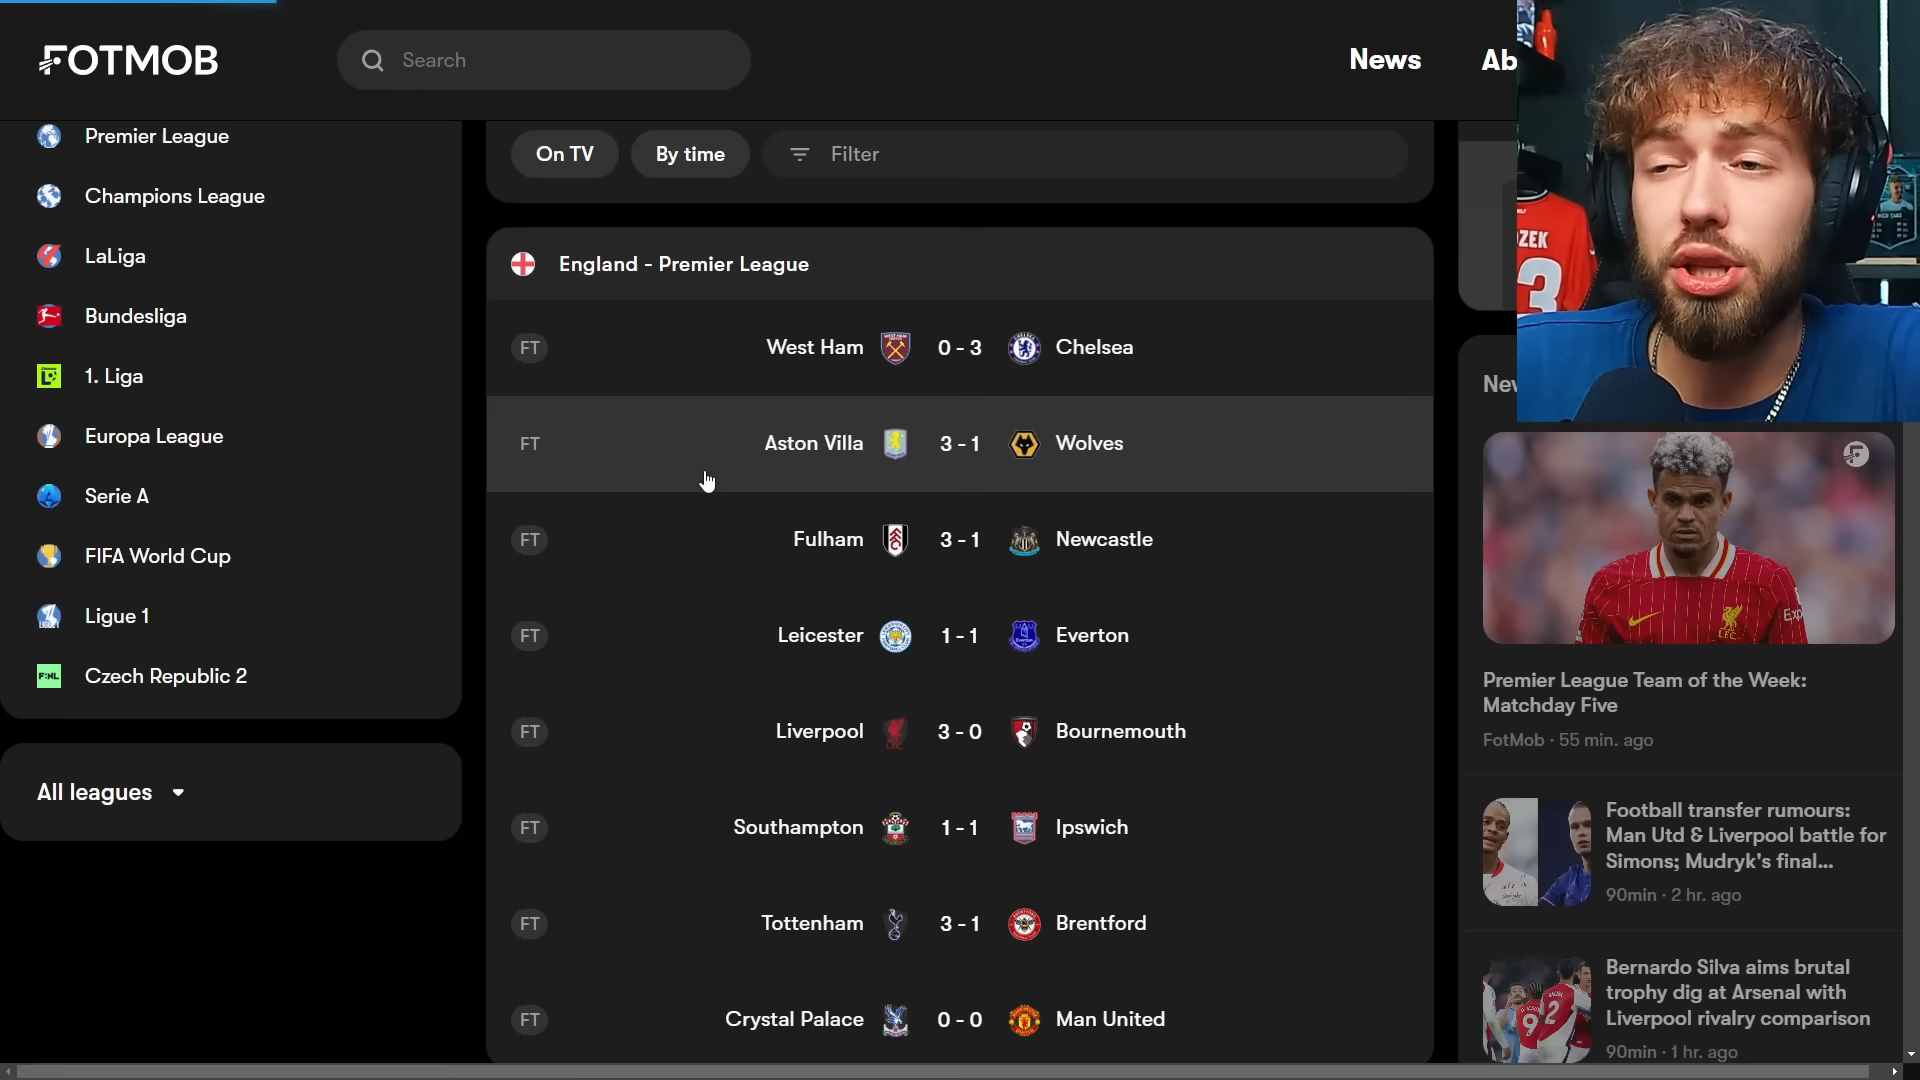 FOTMOB
Search
News
Ab
Premier League
Champions League
LaLiga
Bundesliga
1. Liga
Europa League
Serie A
FIFA World Cup
Ligue 1
F:NL
Czech Republic 2
All leagues
On TV
By time
Filter
England - Premier League
FT West Ham 0 - 3 Chelsea
FT Aston Villa 3 - 1 Wolves
FT Fulham 3 - 1 Newcastle
FT Leicester 1 - 1 Everton
FT Liverpool 3 - 0 Bournemouth
FT Southampton 1 - 1 Ipswich
FT Tottenham 3 - 1 Brentford
FT Crystal Palace 0 - 0 Man United
ZEK
3
Nev
Exp
L.F.C.
Premier League Team of the Week:
Matchday Five
FotMob · 55 min. ago
Football transfer rumours:
Man Utd & Liverpool battle for
Simons; Mudryk's final...
90min · 2 hr. ago
Bernardo Silva aims brutal
trophy dig at Arsenal with
Liverpool rivalry comparison
90min · 1 hr. ago